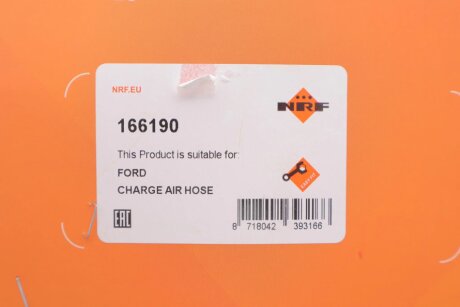 NRF.EU
NRF
166190
This Product is suitable for:
FORD
CHARGE AIR HOSE
EAC
8 718042 393166